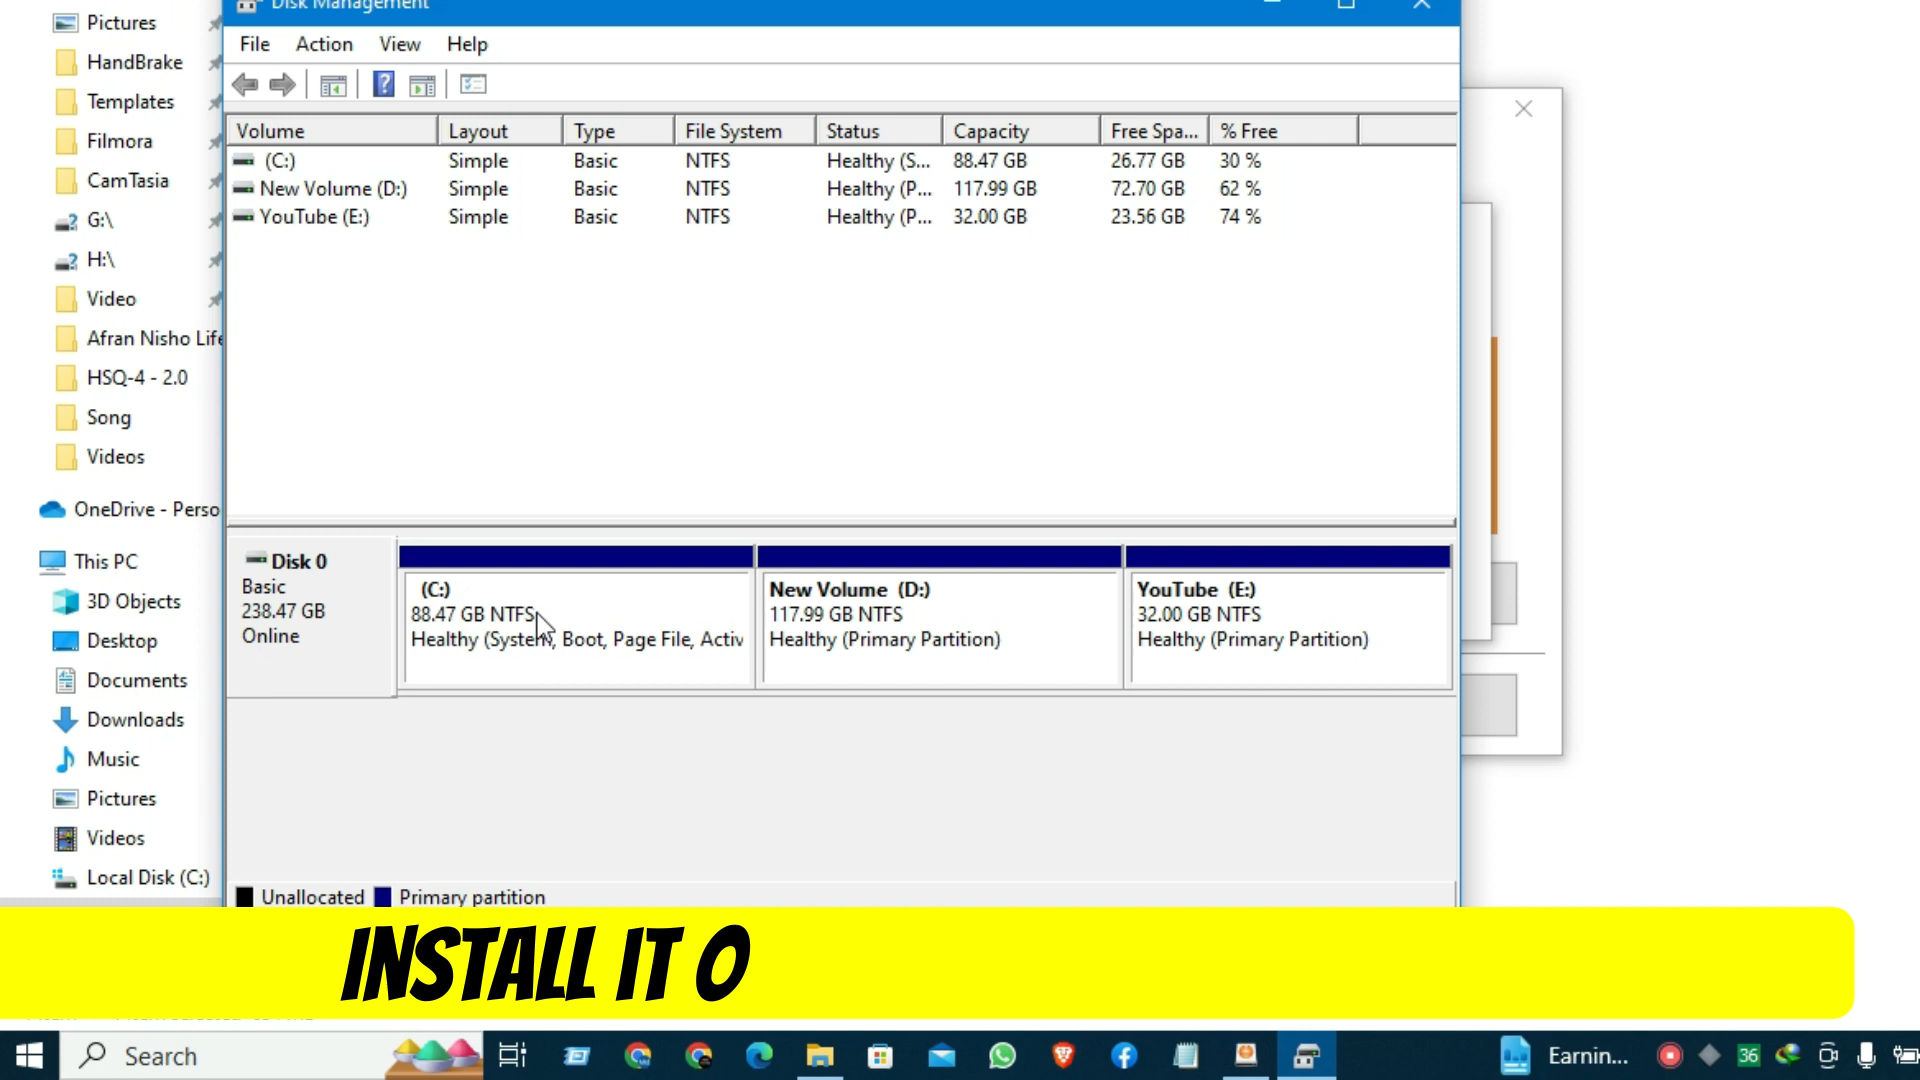 Disk Management
File Action View Help
Volume Layout Type File System Status Capacity Free Spa... % Free
(C:) Simple Basic NTFS Healthy (S... 88.47 GB 26.77 GB 30 %
New Volume (D:) Simple Basic NTFS Healthy (P... 117.99 GB 72.70 GB 62 %
YouTube (E:) Simple Basic NTFS Healthy (P... 32.00 GB 23.56 GB 74 %
Disk 0
Basic
238.47 GB
Online
(C:)
88.47 GB NTFS
Healthy (System, Boot, Page File, Activ
New Volume (D:)
117.99 GB NTFS
Healthy (Primary Partition)
YouTube (E:)
32.00 GB NTFS
Healthy (Primary Partition)
Unallocated Primary partition
Pictures
HandBrake
Templates
Filmora
CamTasia
G:\
H:\
Video
Afran Nisho Life
HSQ-4 - 2.0
Song
Videos
OneDrive - Perso
This PC
3D Objects
Desktop
Documents
Downloads
Music
Pictures
Videos
Local Disk (C:)
INSTALL IT O
Search
Earnin...
36